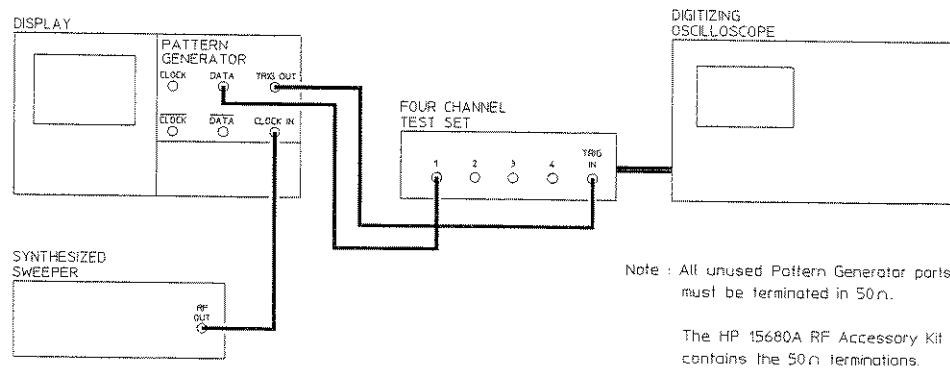 DISPLAY
PATTERN
GENERATOR
CLOCK DATA TRIG OUT
CLOCK DATA CLOCK IN
FOUR CHANNEL
TEST SET
1 2 3 4 TRIG
IN
DIGITIZING
OSCILLOSCOPE
SYNTHESIZED
SWEEPER
RF
OUT
Note : All unused Pattern Generator ports
must be terminated in 50Ω.
The HP 15680A RF Accessory Kit
contains the 50Ω terminations.